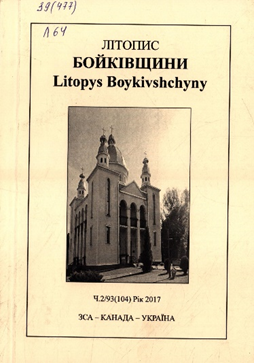 39(477)
Л64
ЛІТОПИС
БОЙКІВЩИНИ
Litopys Boykivshchyny
Ч.2/93(104) Рік 2017
ЗСА – КАНАДА – УКРАЇНА